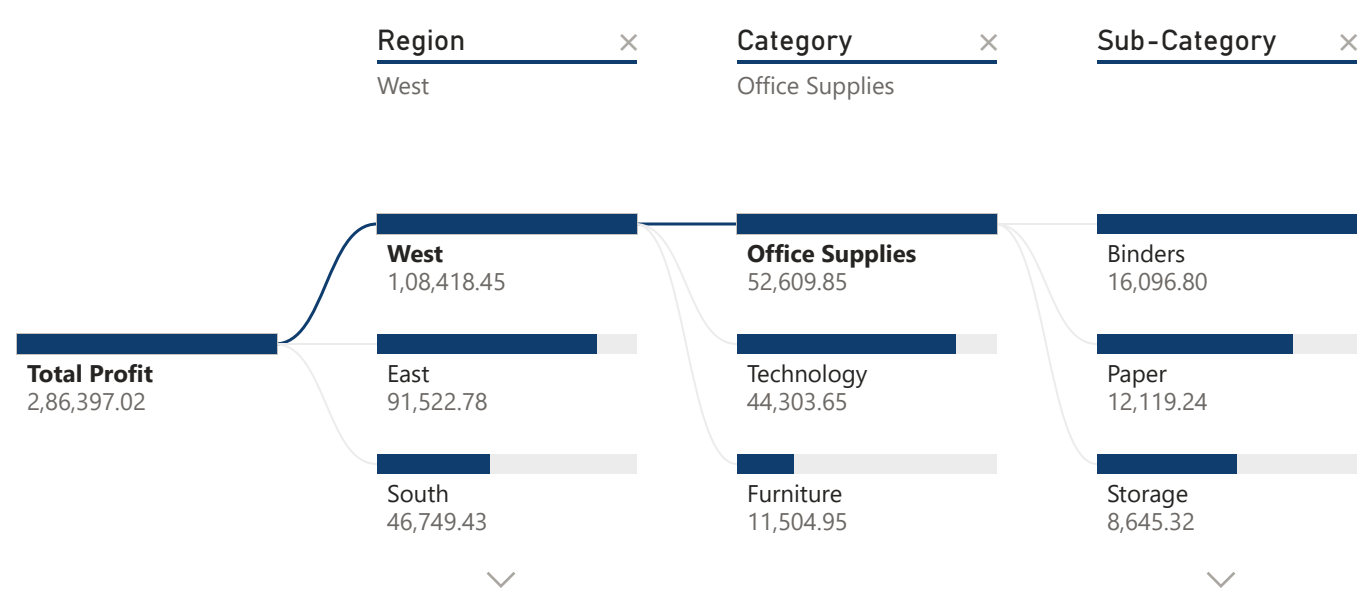 Region
Category
Sub-Category
West
Office Supplies
West
1,08,418.45
Office Supplies
52,609.85
Binders
16,096.80
Total Profit
2,86,397.02
East
91,522.78
Technology
44,303.65
Paper
12,119.24
South
46,749.43
Furniture
11,504.95
Storage
8,645.32